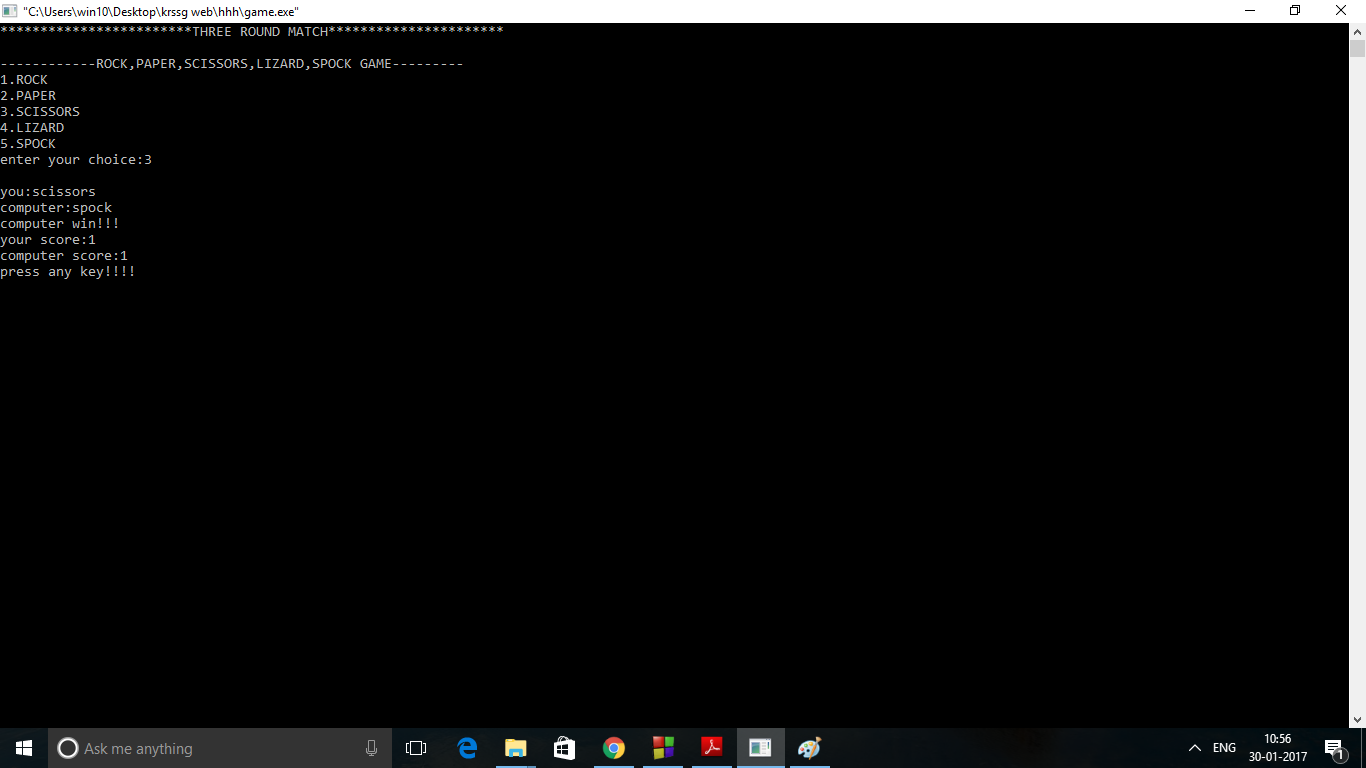 "C:\Users\win10\Desktop\krssg web\hhh\game.exe"
************************THREE ROUND MATCH**********************
------------ROCK,PAPER,SCISSORS,LIZARD,SPOCK GAME---------
1.ROCK
2.PAPER
3.SCISSORS
4.LIZARD
5.SPOCK
enter your choice:3
you:scissors
computer:spock
computer win!!!
your score:1
computer score:1
press any key!!!!
Ask me anything
ENG
10:56
30-01-2017
1